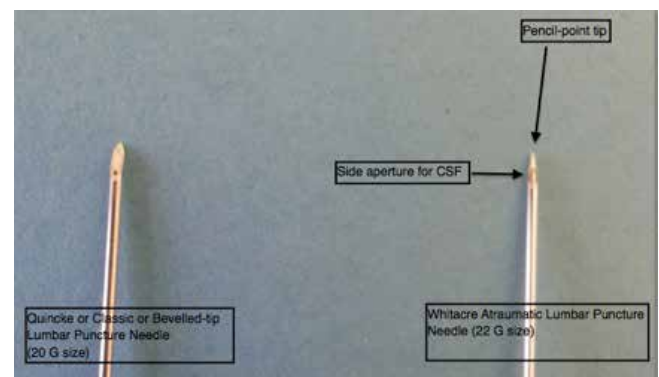 Pencil-point tip
Side aperture for CSF
Quincke or Classic or Bevelled-tip
Lumbar Puncture Needle
(20 G size)
Whitacre Atraumatic Lumbar Puncture
Needle (22 G size)